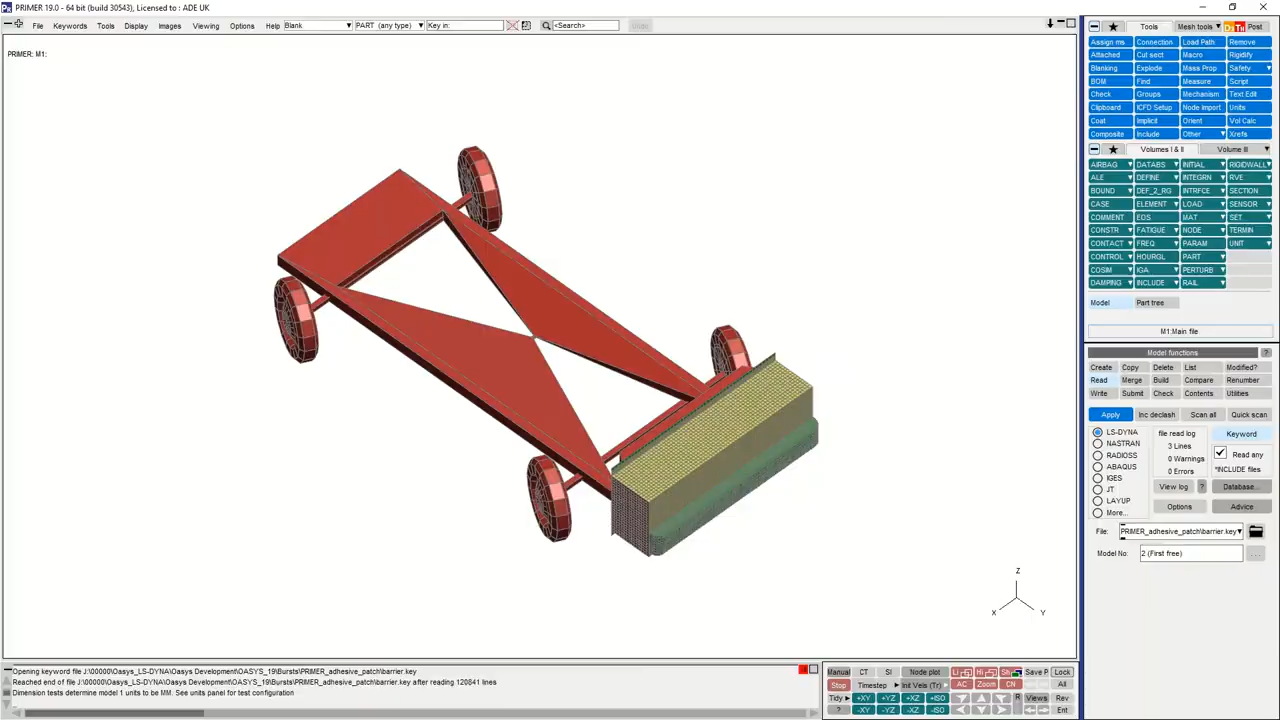 PRIMER 19.0 - 64 bit (build 30543), Licensed to : ADE UK
File Keywords Tools Display Images Viewing Options Help Blank PART (any type) Key in: <Search> Undo
PRIMER: M1:
Tools Mesh tools Post
Assign ms Connection Load Path Remove
Attached Cut sect Macro Rigidify
Blanking Explode Mass Prop Safety
BOM Find Measure Script
Check Groups Mechanism Text Edit
Clipboard ICFD Setup Node Import Units
Coat Implicit Orient Vol Calc
Composite Include Other Xrefs
Volumes I & II Volume III
AIRBAG DATABS INITIAL RIGIDWALL
ALE DEFINE INTEGRN RVE
BOUND DEF_2_RG INTRFCE SECTION
CASE ELEMENT LOAD SENSOR
COMMENT EOS MAT SET
CONSTR FATIGUE NODE TERMIN
CONTACT FREQ PARAM UNIT
CONTROL HOURGL PART
COSIM IGA PERTURB
DAMPING INCLUDE RAIL
Model Part tree
M1:Main file
Model functions ?
Create Copy Delete List Modified?
Read Merge Build Compare Renumber
Write Submit Check Contents Utilities
Apply Inc declash Scan all Quick scan
LS-DYNA file read log Keyword
NASTRAN 3 Lines
RADIOSS 0 Warnings Read any
ABAQUS 0 Errors *INCLUDE files
IGES
JT View log ? Database...
LAYUP Options Advice
More...
File: PRIMER_adhesive_patch\barrier.key
Model No: 2 (First free) ...
Z
X Y
Opening keyword file J:\00000\Oasys_LS-DYNA\Oasys Development\OASYS_19\Bursts\PRIMER_adhesive_patch\barrier.key
Reached end of file J:\00000\Oasys_LS-DYNA\Oasys Development\OASYS_19\Bursts\PRIMER_adhesive_patch\barrier.key after reading 120841 lines
Dimension tests determine model 1 units to be MM. See units panel for test configuration
Manual CT SI Node plot Li Hi Sh Save P Lock
Stop Timestep Init Vels (Tr) AC Zoom CN All
Tidy +XY +YZ +XZ +ISO R Views Rev
? -XY -YZ -XZ -ISO Ent